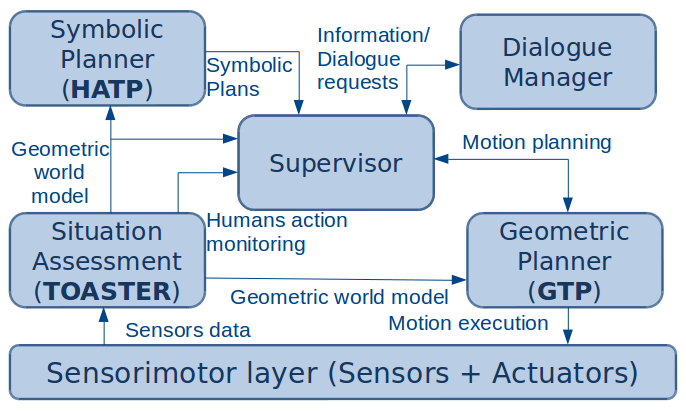 Symbolic
Planner
(HATP)
Symbolic
Plans
Information/
Dialogue
requests
Dialogue
Manager
Geometric
world
model
Supervisor
Motion planning
Situation
Assessment
(TOASTER)
Humans action
monitoring
Geometric
Planner
(GTP)
Geometric world model
Sensors data
Motion execution
Sensorimotor layer (Sensors + Actuators)